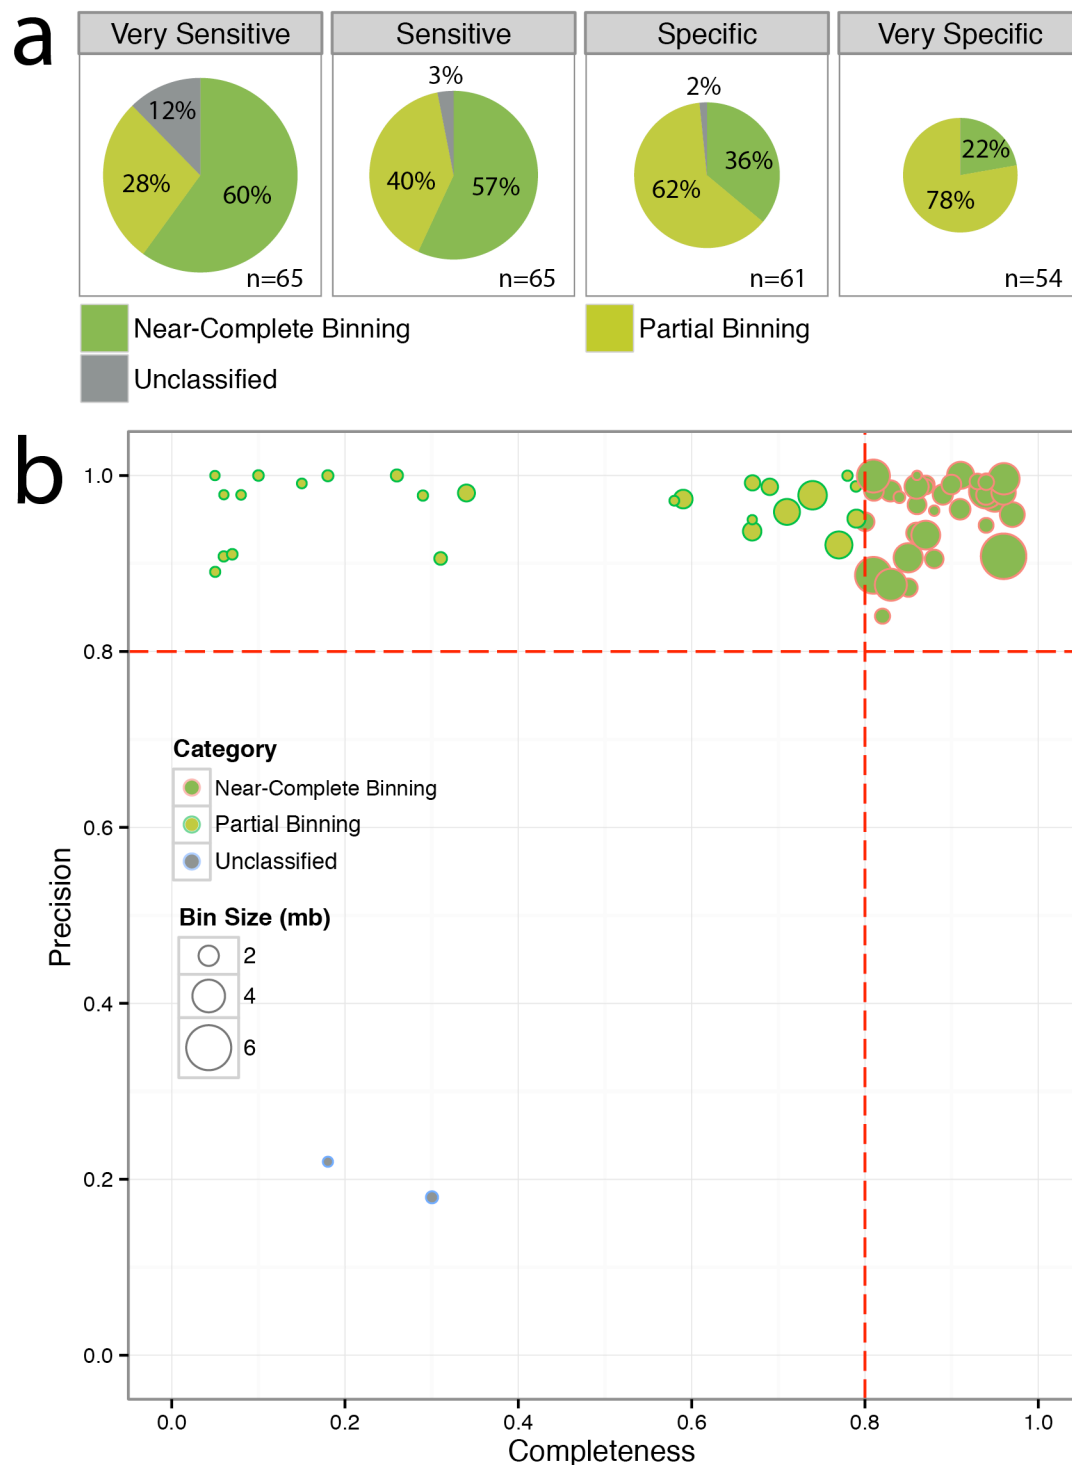 a
Very Sensitive
Sensitive
Specific
Very Specific
12%
28%
60%
n=65
3%
40%
57%
n=65
2%
62%
36%
n=61
22%
78%
n=54
Near-Complete Binning
Partial Binning
Unclassified
b
1.0
0.8
0.6
0.4
0.2
0.0
Precision
Category
Near-Complete Binning
Partial Binning
Unclassified
Bin Size (mb)
2
4
6
0.0
0.2
0.4
0.6
0.8
1.0
Completeness